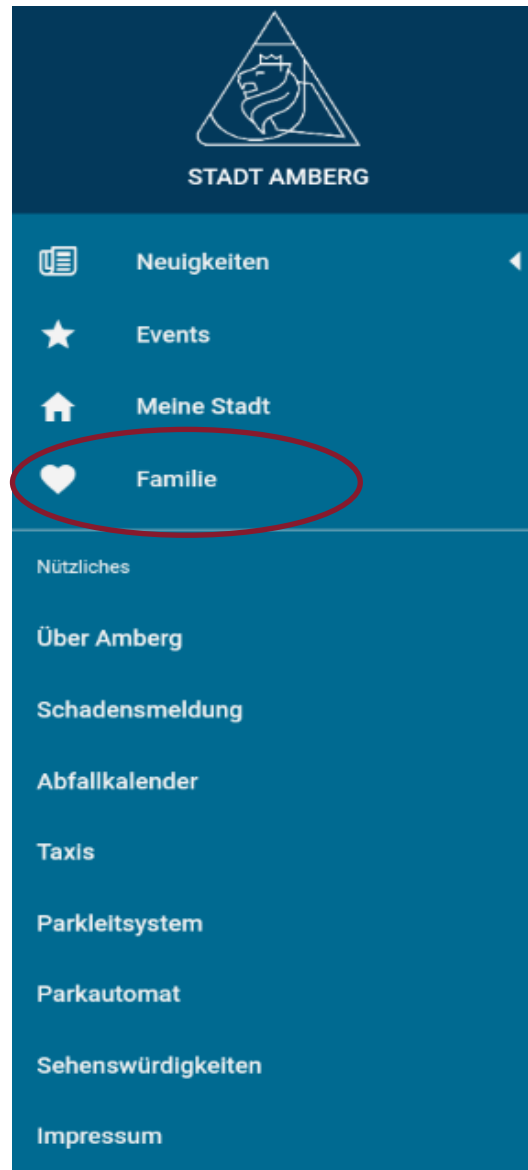 STADT AMBERG
Neuigkeiten
Events
Meine Stadt
Familie
Nützliches
Über Amberg
Schadensmeldung
Abfallkalender
Taxis
Parkleitsystem
Parkautomat
Sehenswürdigkeiten
Impressum